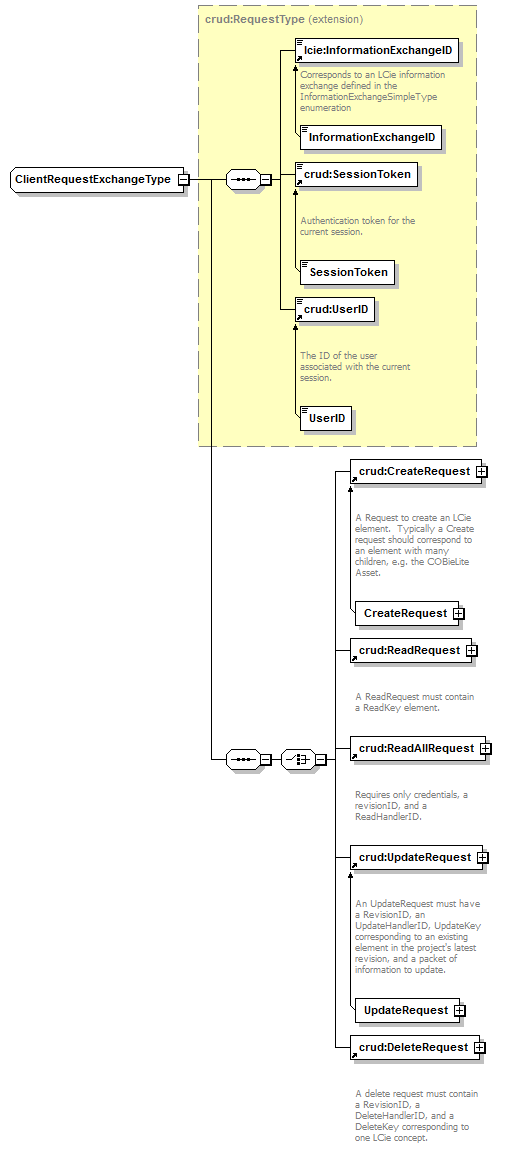 crud:RequestType (extension)
lcie:InformationExchangeID
Corresponds to an LCie information
exchange defined in the
InformationExchangeSimpleType
enumeration
InformationExchangeID
ClientRequestExchangeType
crud:SessionToken
Authentication token for the
current session.
SessionToken
crud:UserID
The ID of the user
associated with the current
session.
UserID
crud:CreateRequest
A Request to create an LCie
element.  Typically a Create
request should correspond to
an element with many
children, e.g. the COBieLite
Asset.
CreateRequest
crud:ReadRequest
A ReadRequest must contain
a ReadKey element.
crud:ReadAllRequest
Requires only credentials, a
revisionID, and a
ReadHandlerID.
crud:UpdateRequest
An UpdateRequest must have
a RevisionID, an
UpdateHandlerID, UpdateKey
corresponding to an existing
element in the project's latest
revision, and a packet of
information to update.
UpdateRequest
crud:DeleteRequest
A delete request must contain
a RevisionID, a
DeleteHandlerID, and a
DeleteKey corresponding to
one LCie concept.